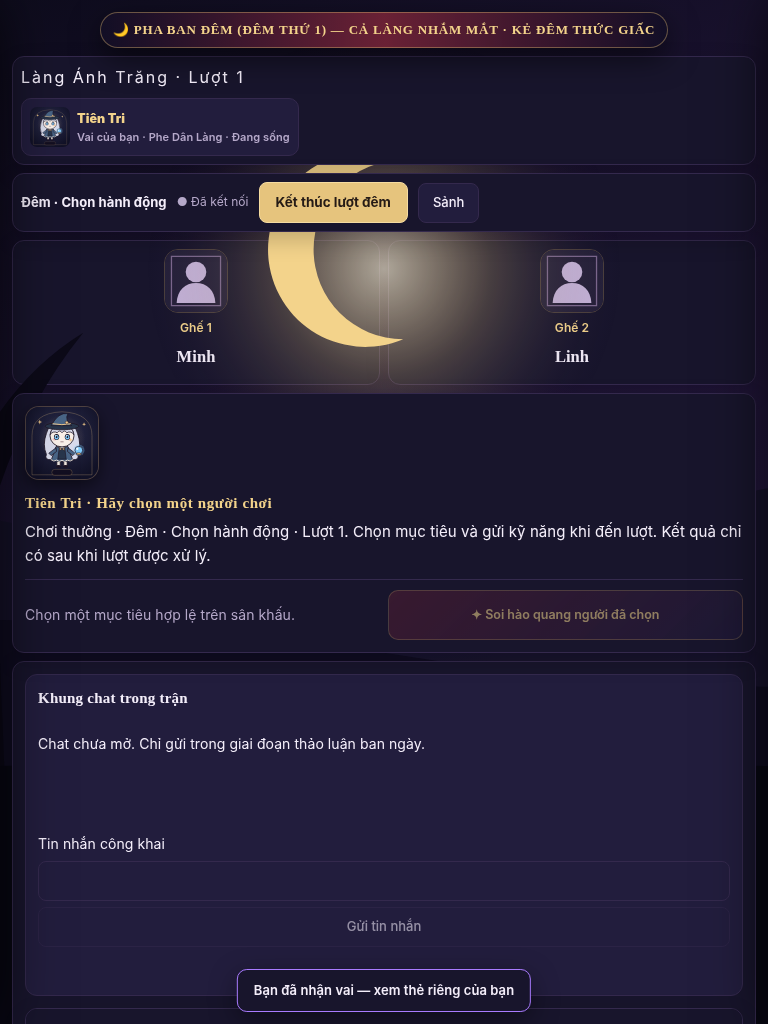 🌙 PHA BAN ĐÊM (ĐÊM THỨ 1) — CẢ LÀNG NHẮM MẮT · KẺ ĐÊM THỨC GIẤC
Làng Ánh Trăng · Lượt 1
Tiên Tri
Vai của bạn · Phe Dân Làng · Đang sống
Đêm · Chọn hành động
Đã kết nối
Kết thúc lượt đêm
Sảnh
Ghế 1
Minh
Ghế 2
Linh
Tiên Tri · Hãy chọn một người chơi
Chơi thường · Đêm · Chọn hành động · Lượt 1. Chọn mục tiêu và gửi kỹ năng khi đến lượt. Kết quả chỉ
có sau khi lượt được xử lý.
Chọn một mục tiêu hợp lệ trên sân khấu.
✦ Soi hào quang người đã chọn
Khung chat trong trận
Chat chưa mở. Chỉ gửi trong giai đoạn thảo luận ban ngày.
Tin nhắn công khai
Gửi tin nhắn
Bạn đã nhận vai — xem thẻ riêng của bạn